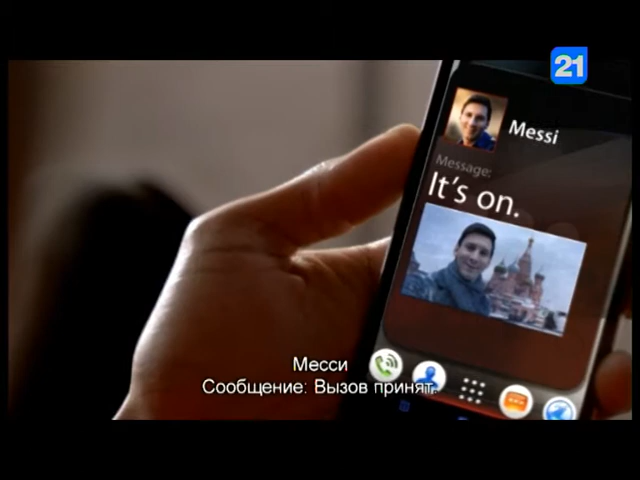 21
Messi
Message:
It's on.
Месси
Сообщение: Вызов принят.